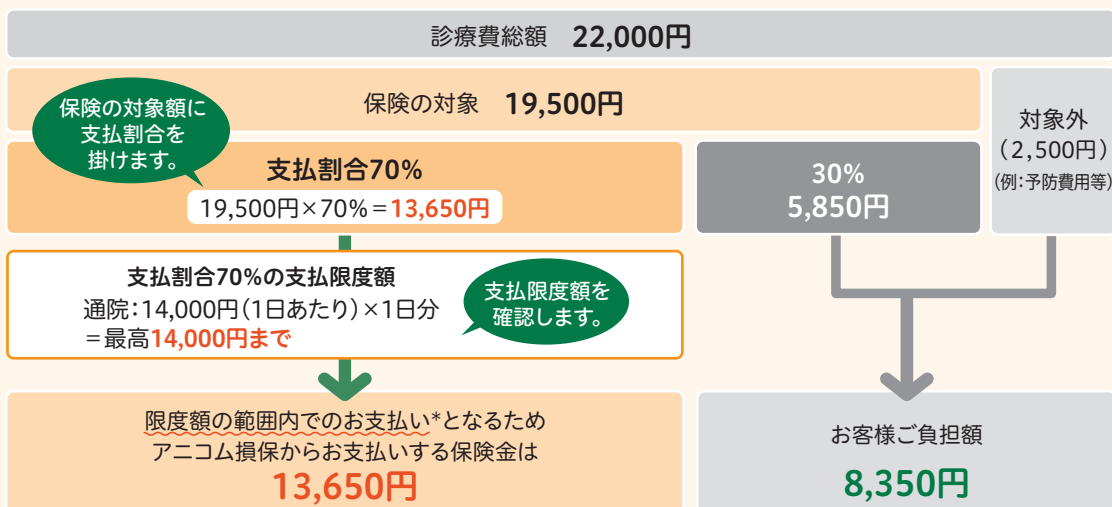 診療費総額 22,000円
保険の対象 19,500円
対象外
（2,500円）
（例：予防費用等）
保険の対象額に
支払割合を
掛けます。
支払割合70%
19,500円×70%＝13,650円
30%
5,850円
支払割合70%の支払限度額
通院：14,000円（1日あたり）×1日分
＝最高14,000円まで
支払限度額を
確認します。
限度額の範囲内でのお支払い*となるため
アニコム損保からお支払いする保険金は
13,650円
お客様ご負担額
8,350円